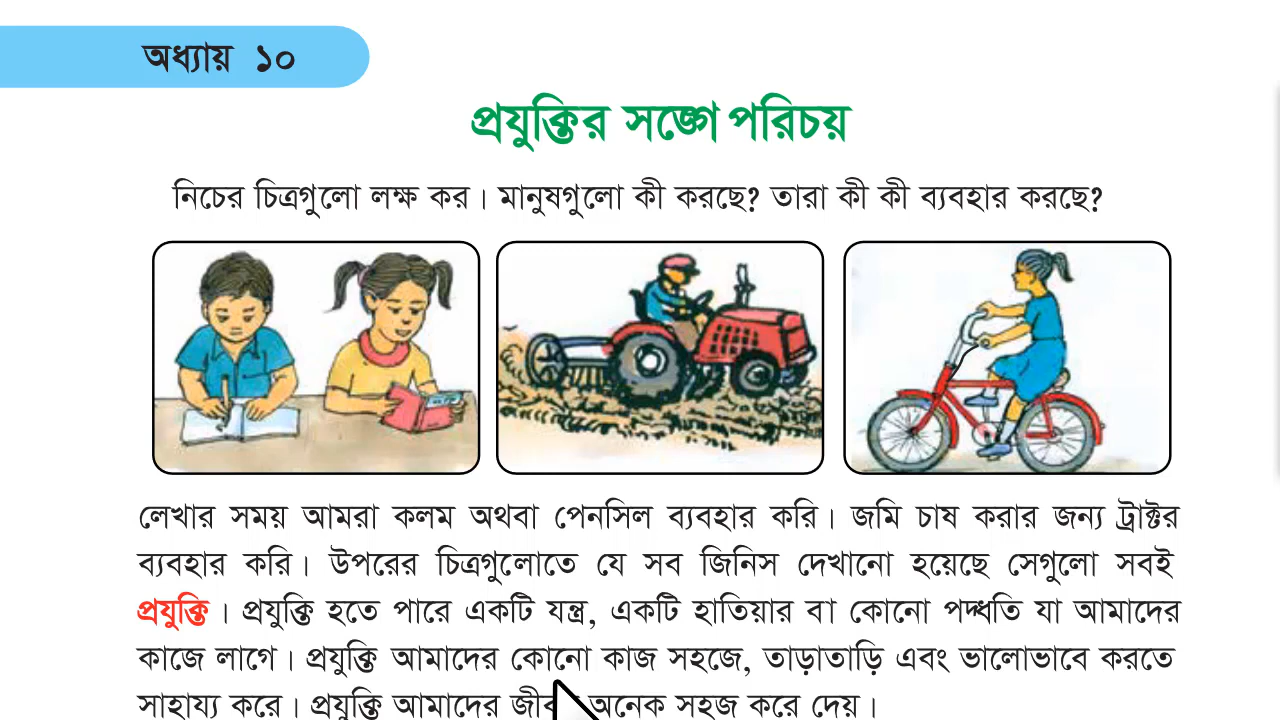 অধ্যায় ১০
প্রযুক্তির সঙ্গে পরিচয়
নিচের চিত্রগুলো লক্ষ কর। মানুষগুলো কী করছে? তারা কী কী ব্যবহার করছে?
লেখার সময় আমরা কলম অথবা পেনসিল ব্যবহার করি। জমি চাষ করার জন্য ট্রাক্টর
ব্যবহার করি। উপরের চিত্রগুলোতে যে সব জিনিস দেখানো হয়েছে সেগুলো সবই
প্রযুক্তি। প্রযুক্তি হতে পারে একটি যন্ত্র, একটি হাতিয়ার বা কোনো পদ্ধতি যা আমাদের
কাজে লাগে। প্রযুক্তি আমাদের কোনো কাজ সহজে, তাড়াতাড়ি এবং ভালোভাবে করতে
সাহায্য করে। প্রযুক্তি আমাদের অনেক সহজ করে দেয়।